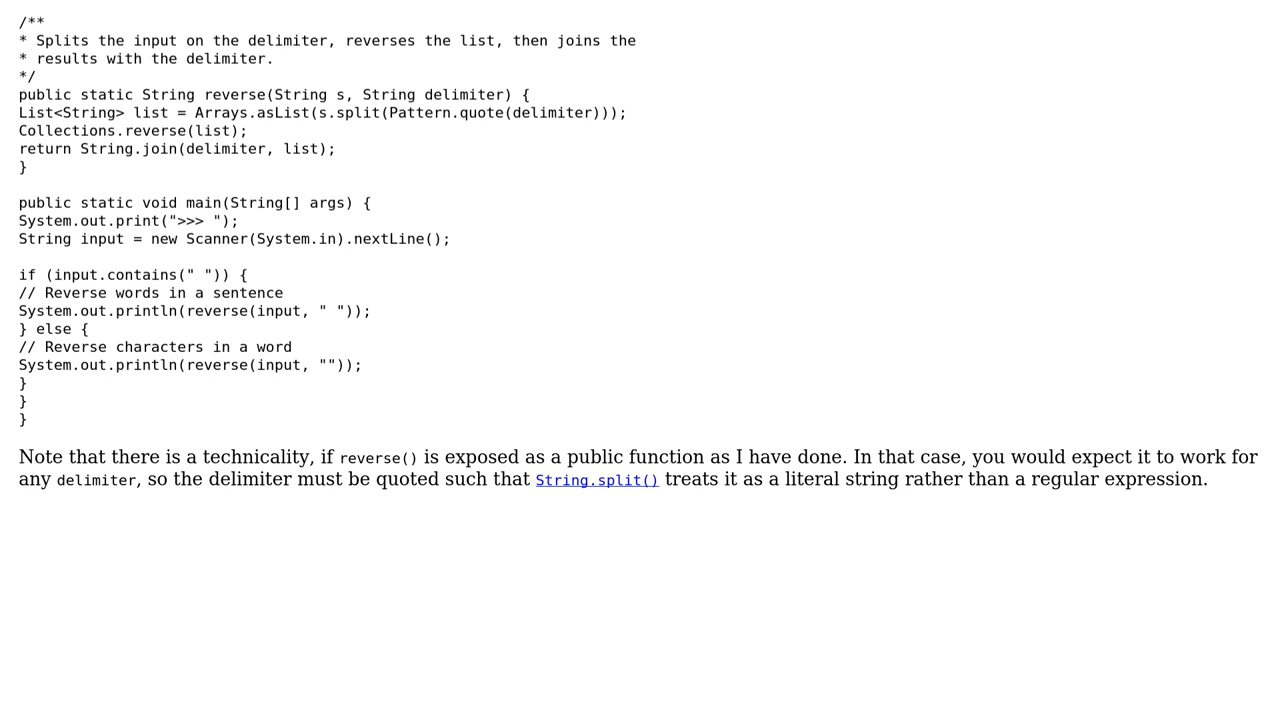 /**
* Splits the input on the delimiter, reverses the list, then joins the
* results with the delimiter.
*/
public static String reverse(String s, String delimiter) {
List<String> list = Arrays.asList(s.split(Pattern.quote(delimiter)));
Collections.reverse(list);
return String.join(delimiter, list);
}

public static void main(String[] args) {
System.out.print(">>> ");
String input = new Scanner(System.in).nextLine();

if (input.contains(" ")) {
// Reverse words in a sentence
System.out.println(reverse(input, " "));
} else {
// Reverse characters in a word
System.out.println(reverse(input, ""));
}
}
}

Note that there is a technicality, if reverse() is exposed as a public function as I have done. In that case, you would expect it to work for
any delimiter, so the delimiter must be quoted such that String.split() treats it as a literal string rather than a regular expression.